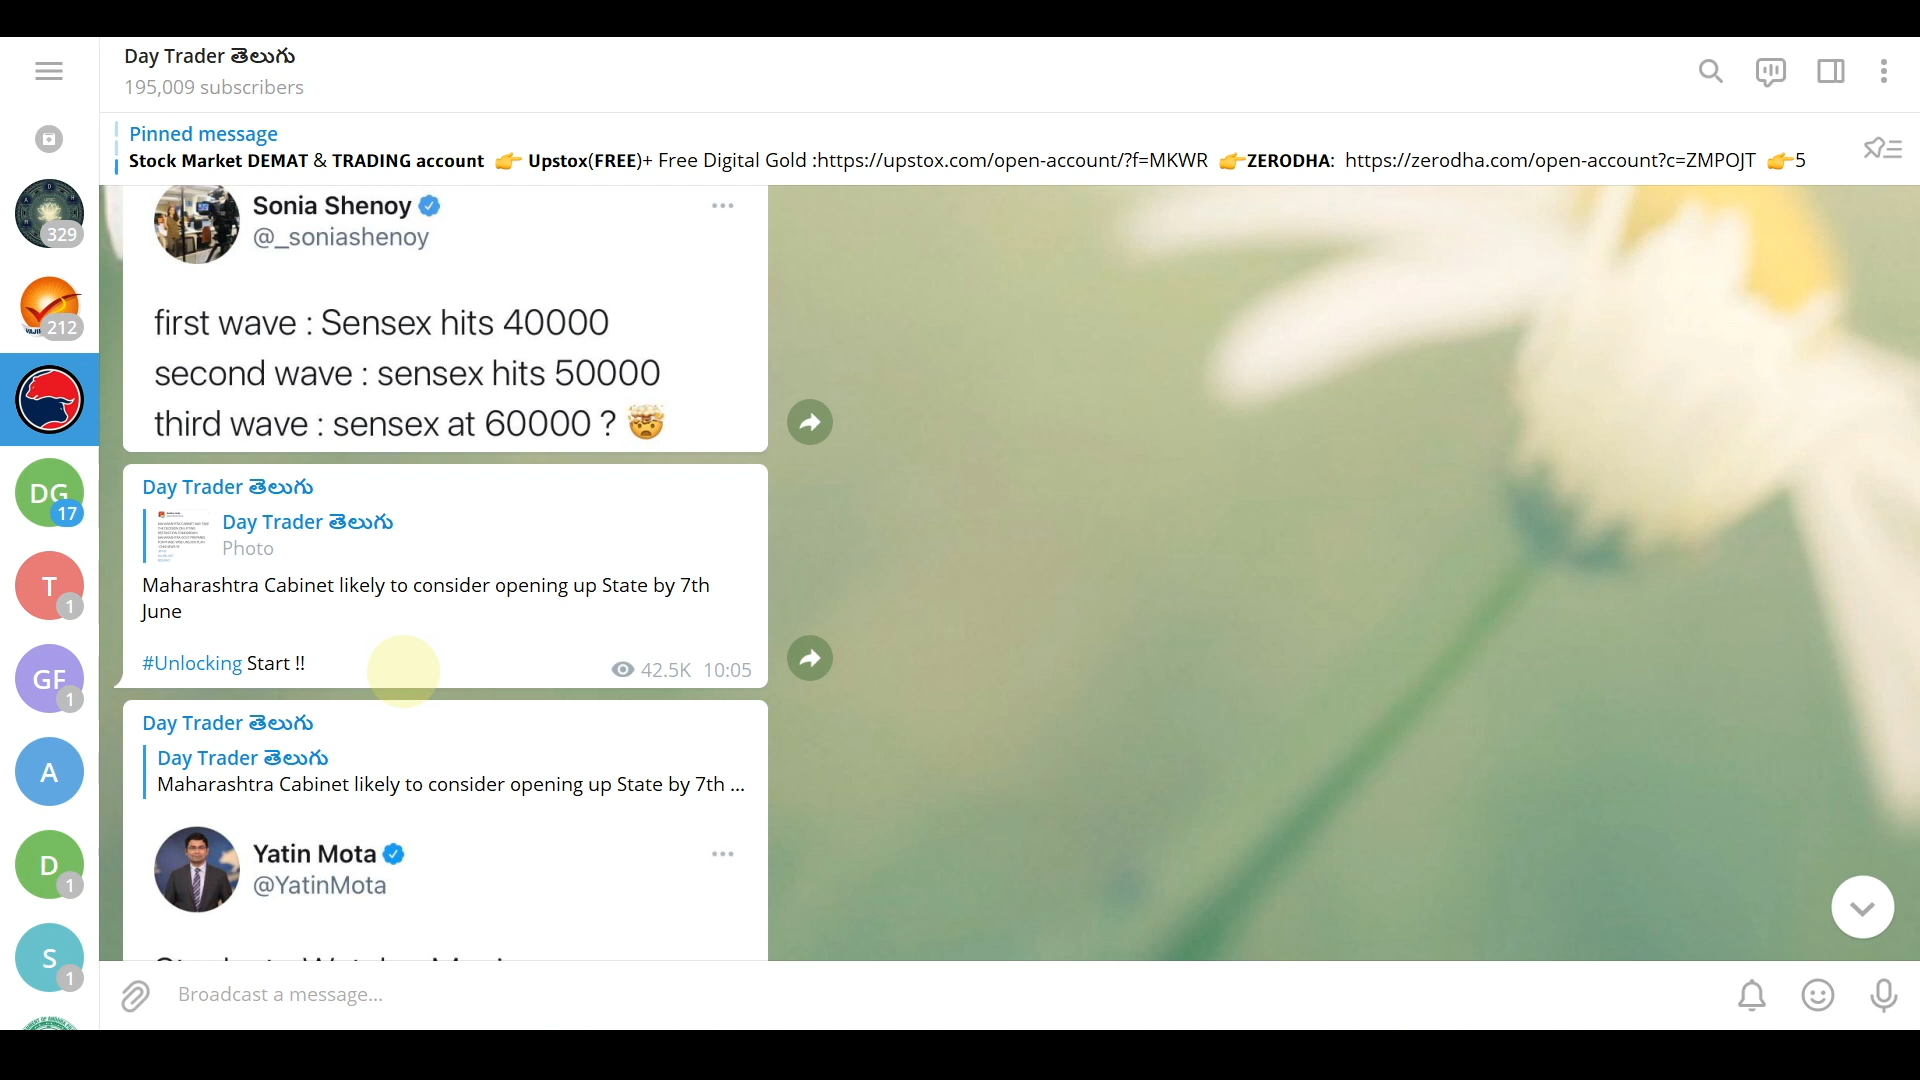 Day Trader తెలుగు
195,009 subscribers
Pinned message
Stock Market DEMAT & TRADING account 👉 Upstox(FREE)+ Free Digital Gold :https://upstox.com/open-account/?f=MKWR 👉ZERODHA: https://zerodha.com/open-account?c=ZMPOJT 👉5
329
212
DG
17
T
1
GF
1
A
D
1
S
1
Sonia Shenoy
@_soniashenoy
first wave : Sensex hits 40000
second wave : sensex hits 50000
third wave : sensex at 60000 ? 🤯
Day Trader తెలుగు
Day Trader తెలుగు
Photo
Maharashtra Cabinet likely to consider opening up State by 7th
June
#Unlocking Start !!
42.5K 10:05
Day Trader తెలుగు
Day Trader తెలుగు
Maharashtra Cabinet likely to consider opening up State by 7th ...
Yatin Mota
@YatinMota
Broadcast a message...